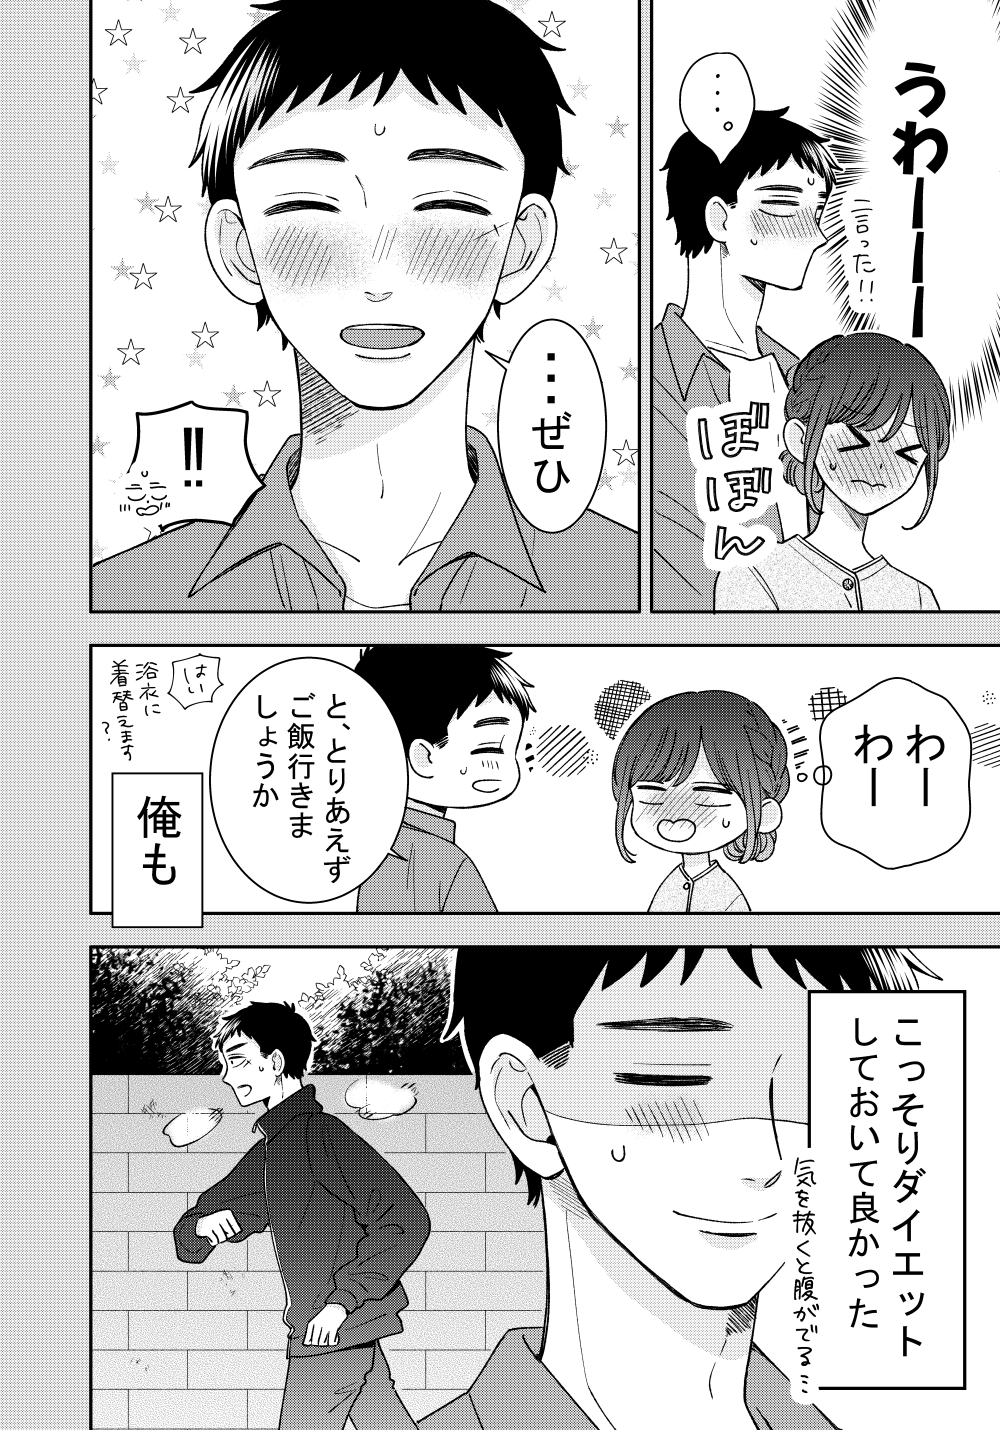 うわーーー
言った!!
・・・・
ぼぼん
・・・ぜひ
!!
わー
わー
と、とりあえず
ご飯行きま
しょうか
はい
浴衣に
着替えます
?
俺も
こっそりダイエット
しておいて良かった
気を抜くと腹がでる…